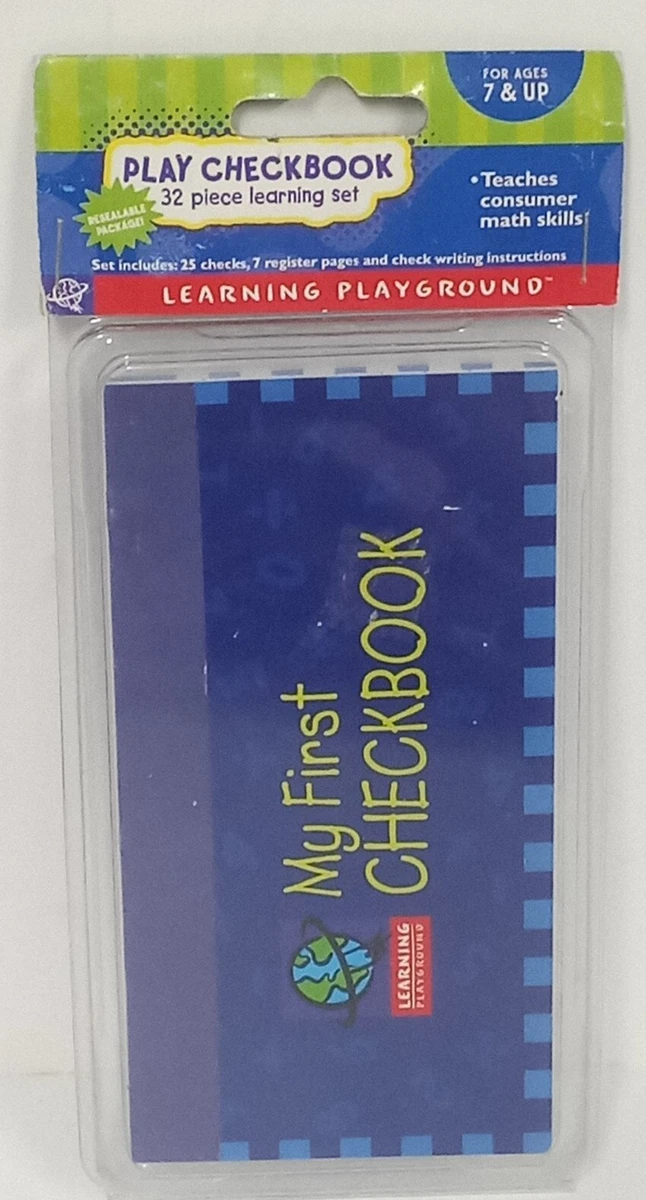 FOR AGES
7 & UP
PLAY CHECKBOOK
32 piece learning set
RESEALABLE
PACKAGE!
• Teaches
consumer
math skills
Set includes: 25 checks, 7 register pages and check writing instructions
LEARNING PLAYGROUND™
My First
CHECKBOOK
LEARNING
PLAYGROUND